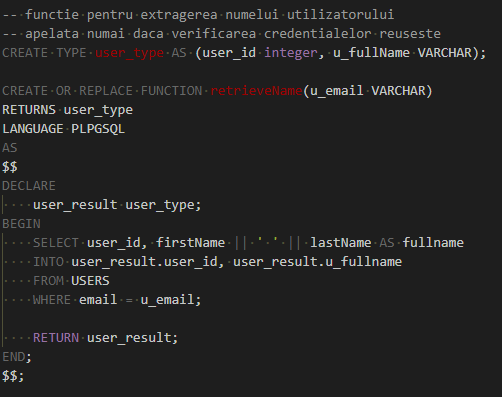 -- functie pentru extragerea numelui utilizatorului
-- apelata numai daca verificarea credentialelor reuseste
CREATE TYPE user_type AS (user_id integer, u_fullName VARCHAR);
CREATE OR REPLACE FUNCTION retrieveName(u_email VARCHAR)
RETURNS user_type
LANGUAGE PLPGSQL
AS
$$
DECLARE
    user_result user_type;
BEGIN
    SELECT user_id, firstName || ' ' || lastName AS fullname
    INTO user_result.user_id, user_result.u_fullname
    FROM USERS
    WHERE email = u_email;
    RETURN user_result;
END;
$$;